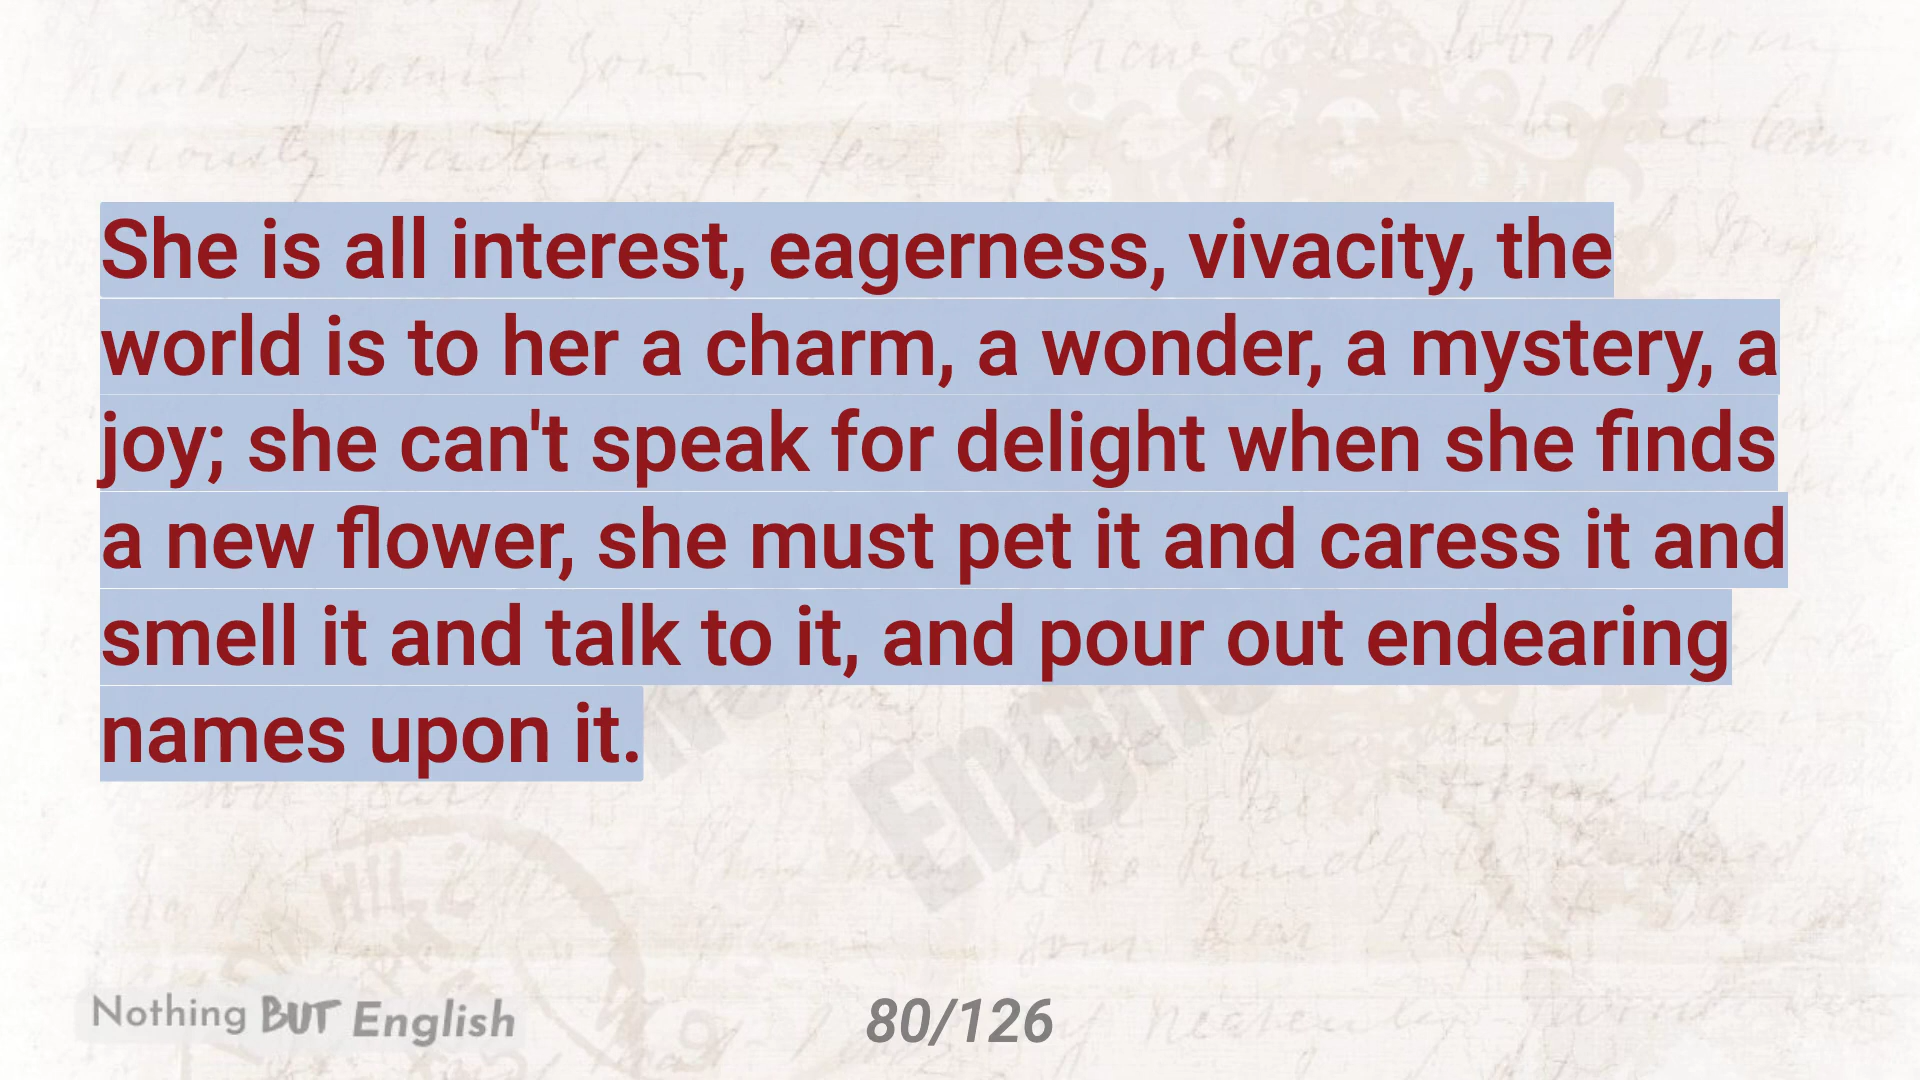 She is all interest, eagerness, vivacity, the
world is to her a charm, a wonder, a mystery, a
joy; she can't speak for delight when she finds
a new flower, she must pet it and caress it and
smell it and talk to it, and pour out endearing
names upon it.
Nothing BUT English
80/126